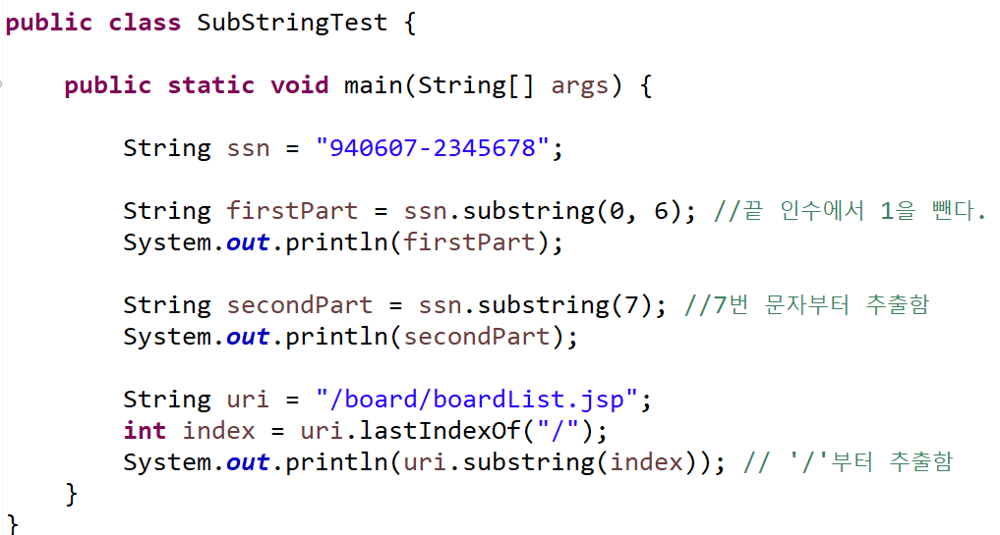 public class SubStringTest {
public static void main(String[] args) {
String ssn = "940607-2345678";
String firstPart = ssn.substring(0, 6); //끝 인수에서 1을 뺀다.
System.out.println(firstPart);
String secondPart = ssn.substring(7); //7번 문자부터 추출함
System.out.println(secondPart);
String uri = "/board/boardList.jsp";
int index = uri.lastIndexOf("/");
System.out.println(uri.substring(index)); // '/'부터 추출함
}
}